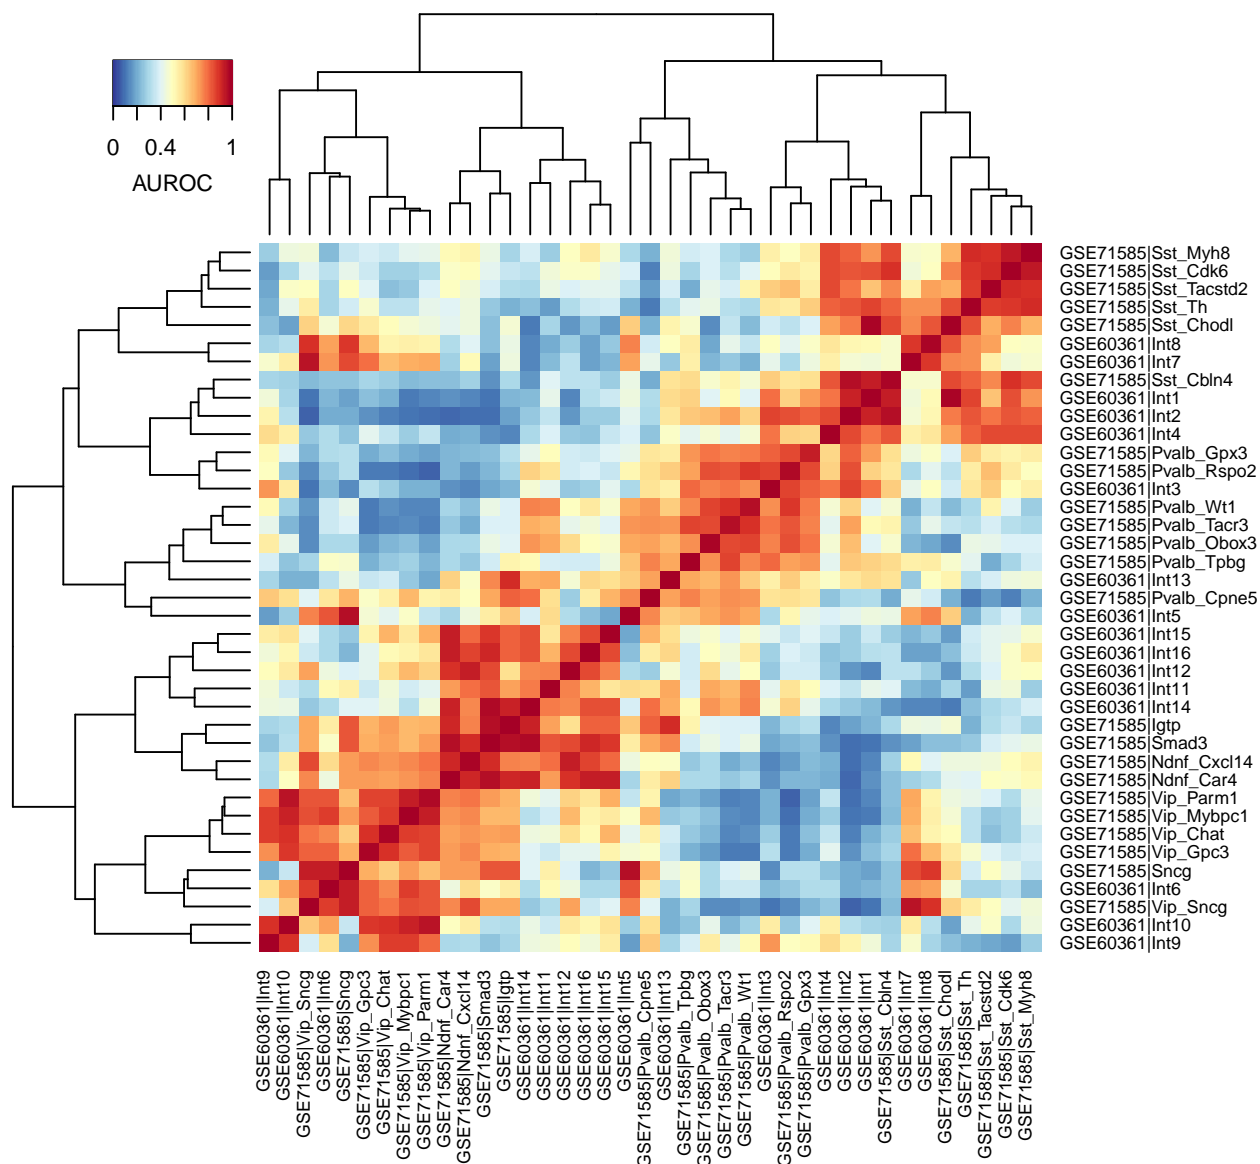 0 0.4 1
AUROC
GSE71585|Sst_Myh8
GSE71585|Sst_Cdk6
GSE71585|Sst_Tacstd2
GSE71585|Sst_Th
GSE71585|Sst_Chodl
GSE60361|Int8
GSE60361|Int7
GSE71585|Sst_Cbln4
GSE60361|Int1
GSE60361|Int2
GSE60361|Int4
GSE71585|Pvalb_Gpx3
GSE71585|Pvalb_Rspo2
GSE60361|Int3
GSE71585|Pvalb_Wt1
GSE71585|Pvalb_Tacr3
GSE71585|Pvalb_Obox3
GSE71585|Pvalb_Tpbg
GSE60361|Int13
GSE71585|Pvalb_Cpne5
GSE60361|Int5
GSE60361|Int15
GSE60361|Int16
GSE60361|Int12
GSE60361|Int11
GSE60361|Int14
GSE71585|Igtp
GSE71585|Smad3
GSE71585|Ndnf_Cxcl14
GSE71585|Ndnf_Car4
GSE71585|Vip_Parm1
GSE71585|Vip_Mybpc1
GSE71585|Vip_Chat
GSE71585|Vip_Gpc3
GSE71585|Sncg
GSE60361|Int6
GSE71585|Vip_Sncg
GSE60361|Int10
GSE60361|Int9
GSE60361|Int9
GSE60361|Int10
GSE71585|Vip_Sncg
GSE60361|Int6
GSE71585|Sncg
GSE71585|Vip_Gpc3
GSE71585|Vip_Chat
GSE71585|Vip_Mybpc1
GSE71585|Vip_Parm1
GSE71585|Ndnf_Car4
GSE71585|Ndnf_Cxcl14
GSE71585|Smad3
GSE71585|Igtp
GSE60361|Int14
GSE60361|Int11
GSE60361|Int12
GSE60361|Int16
GSE60361|Int15
GSE60361|Int5
GSE71585|Pvalb_Cpne5
GSE60361|Int13
GSE71585|Pvalb_Tpbg
GSE71585|Pvalb_Obox3
GSE71585|Pvalb_Tacr3
GSE71585|Pvalb_Wt1
GSE60361|Int3
GSE71585|Pvalb_Rspo2
GSE71585|Pvalb_Gpx3
GSE60361|Int4
GSE60361|Int2
GSE60361|Int1
GSE71585|Sst_Cbln4
GSE60361|Int7
GSE60361|Int8
GSE71585|Sst_Chodl
GSE71585|Sst_Th
GSE71585|Sst_Tacstd2
GSE71585|Sst_Cdk6
GSE71585|Sst_Myh8